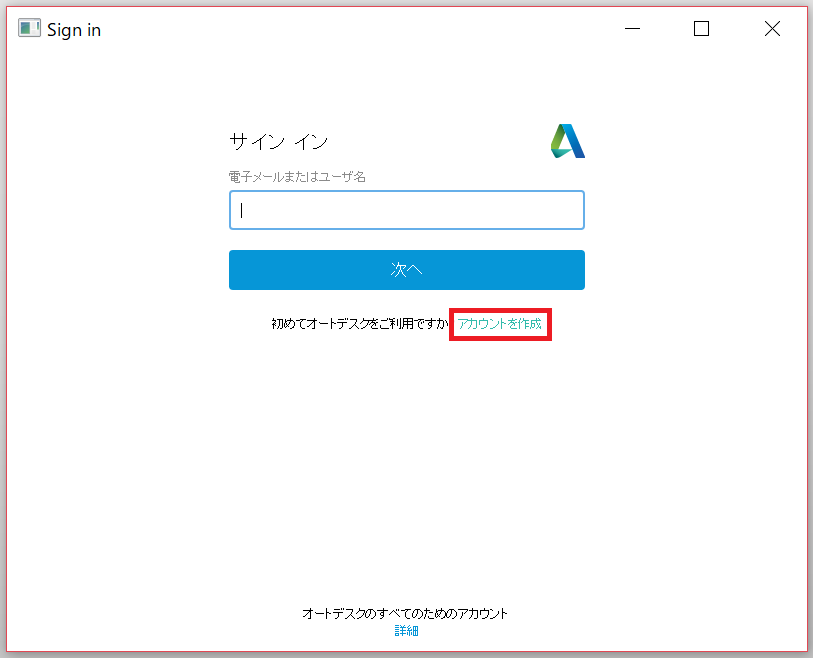 Sign in
サイン イン
電子メールまたはユーザ名
次へ
初めてオートデスクをご利用ですか アカウントを作成
オートデスクのすべてのためのアカウント
詳細